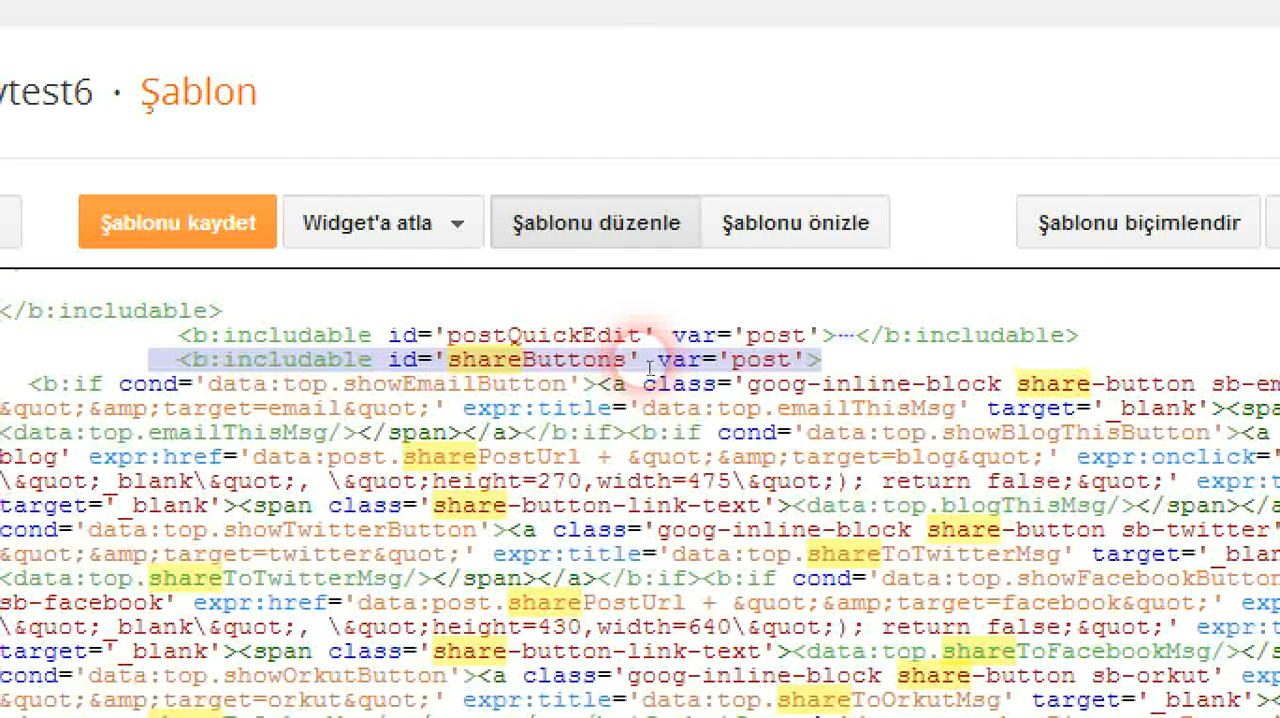 ytest6 · Şablon
Şablonu kaydet Widget'a atla Şablonu düzenle Şablonu önizle Şablonu biçimlendir
</b:includable>
<b:includable id='postQuickEdit' var='post'>···</b:includable>
<b:includable id='shareButtons' var='post'>
<b:if cond='data:top.showEmailButton'><a class='goog-inline-block share-button sb-em
&quot;&amp;target=email&quot;' expr:title='data:top.emailThisMsg' target='_blank'><spa
<data:top.emailThisMsg/></span></a></b:if><b:if cond='data:top.showBlogThisButton'><a
blog' expr:href='data:post.sharePostUrl + &quot;&amp;target=blog&quot;' expr:onclick='
\&quot;_blank\&quot;, \&quot;height=270,width=475\&quot;); return false;&quot;' expr:t
target='_blank'><span class='share-button-link-text'><data:top.blogThisMsg/></span></a
cond='data:top.showTwitterButton'><a class='goog-inline-block share-button sb-twitter'
&quot;&amp;target=twitter&quot;' expr:title='data:top.shareToTwitterMsg' target='_blan
<data:top.shareToTwitterMsg/></span></a></b:if><b:if cond='data:top.showFacebookButton
sb-facebook' expr:href='data:post.sharePostUrl + &quot;&amp;target=facebook&quot;' exp
\&quot;_blank\&quot;, \&quot;height=430,width=640\&quot;); return false;&quot;' expr:t
target='_blank'><span class='share-button-link-text'><data:top.shareToFacebookMsg/></s
cond='data:top.showOrkutButton'><a class='goog-inline-block share-button sb-orkut' exp
&quot;&amp;target=orkut&quot;' expr:title='data:top.shareToOrkutMsg' target='_blank'><